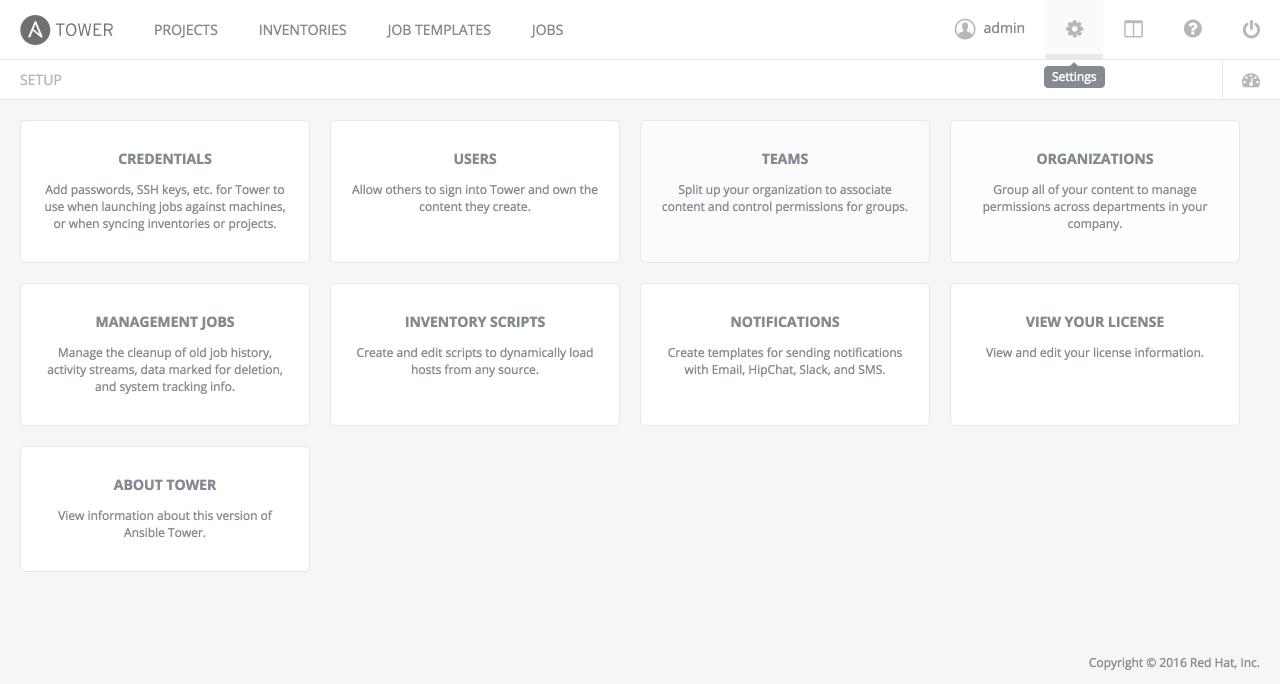 TOWER PROJECTS INVENTORIES JOB TEMPLATES JOBS admin
Settings
SETUP
CREDENTIALS
Add passwords, SSH keys, etc. for Tower to
use when launching jobs against machines,
or when syncing inventories or projects.
USERS
Allow others to sign into Tower and own the
content they create.
TEAMS
Split up your organization to associate
content and control permissions for groups.
ORGANIZATIONS
Group all of your content to manage
permissions across departments in your
company.
MANAGEMENT JOBS
Manage the cleanup of old job history,
activity streams, data marked for deletion,
and system tracking info.
INVENTORY SCRIPTS
Create and edit scripts to dynamically load
hosts from any source.
NOTIFICATIONS
Create templates for sending notifications
with Email, HipChat, Slack, and SMS.
VIEW YOUR LICENSE
View and edit your license information.
ABOUT TOWER
View information about this version of
Ansible Tower.
Copyright © 2016 Red Hat, Inc.